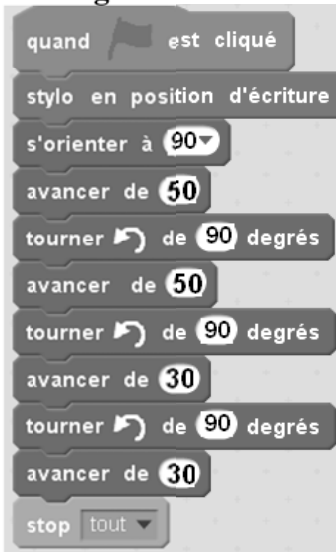 quand est cliqué
stylo en position d'écriture
s'orienter à 90
avancer de 50
tourner de 90 degrés
avancer de 50
tourner de 90 degrés
avancer de 30
tourner de 90 degrés
avancer de 30
stop tout